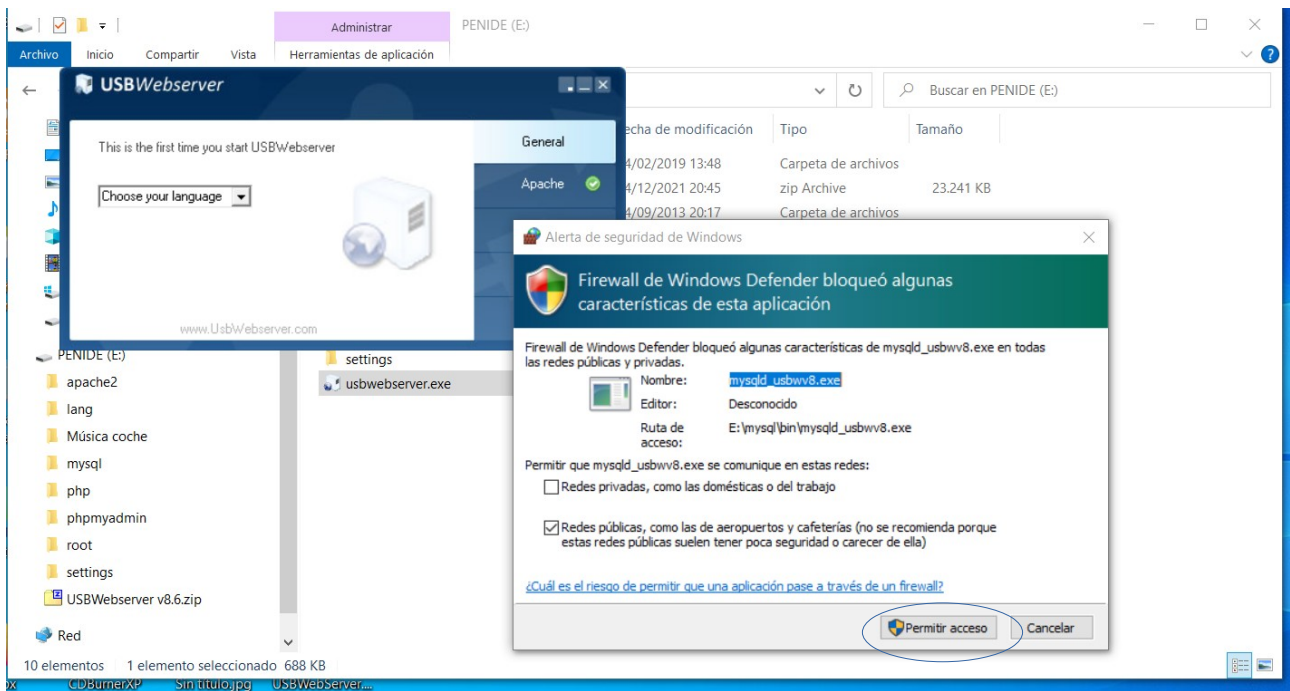 Administrar
PENIDE (E:)
Archivo Inicio Compartir Vista Herramientas de aplicación
USBWebserver
Buscar en PENIDE (E:)
echa de modificación Tipo Tamaño
This is the first time you start USBWebserver
General
4/02/2019 13:48 Carpeta de archivos
Choose your language
Apache
4/12/2021 20:45 zip Archive 23.241 KB
4/09/2013 20:17 Carpeta de archivos
www.UsbWebserver.com
PENIDE (E:)
apache2
lang
Música coche
mysql
php
phpmyadmin
root
settings
USBWebserver v8.6.zip
Red
settings
usbwebserver.exe
Alerta de seguridad de Windows
Firewall de Windows Defender bloqueó algunas
características de esta aplicación
Firewall de Windows Defender bloqueó algunas características de mysqld_usbwv8.exe en todas
las redes públicas y privadas.
Nombre: mysqld_usbwv8.exe
Editor: Desconocido
Ruta de E:\mysql\bin\mysqld_usbwv8.exe
acceso:
Permitir que mysqld_usbwv8.exe se comunique en estas redes:
Redes privadas, como las domésticas o del trabajo
Redes públicas, como las de aeropuertos y cafeterías (no se recomienda porque
estas redes públicas suelen tener poca seguridad o carecer de ella)
¿Cuál es el riesgo de permitir que una aplicación pase a través de un firewall?
Permitir acceso Cancelar
10 elementos 1 elemento seleccionado 688 KB
CDBurnerXP Sin título.jpg USBWebServer....